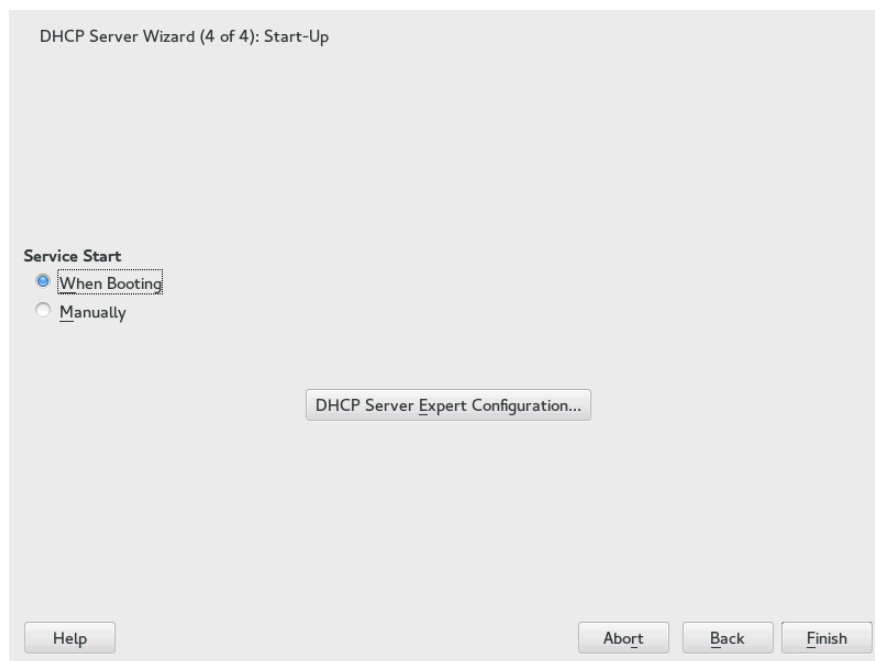 DHCP Server Wizard (4 of 4): Start-Up
Service Start
When Booting
Manually
DHCP Server Expert Configuration...
Help
Abort
Back
Finish